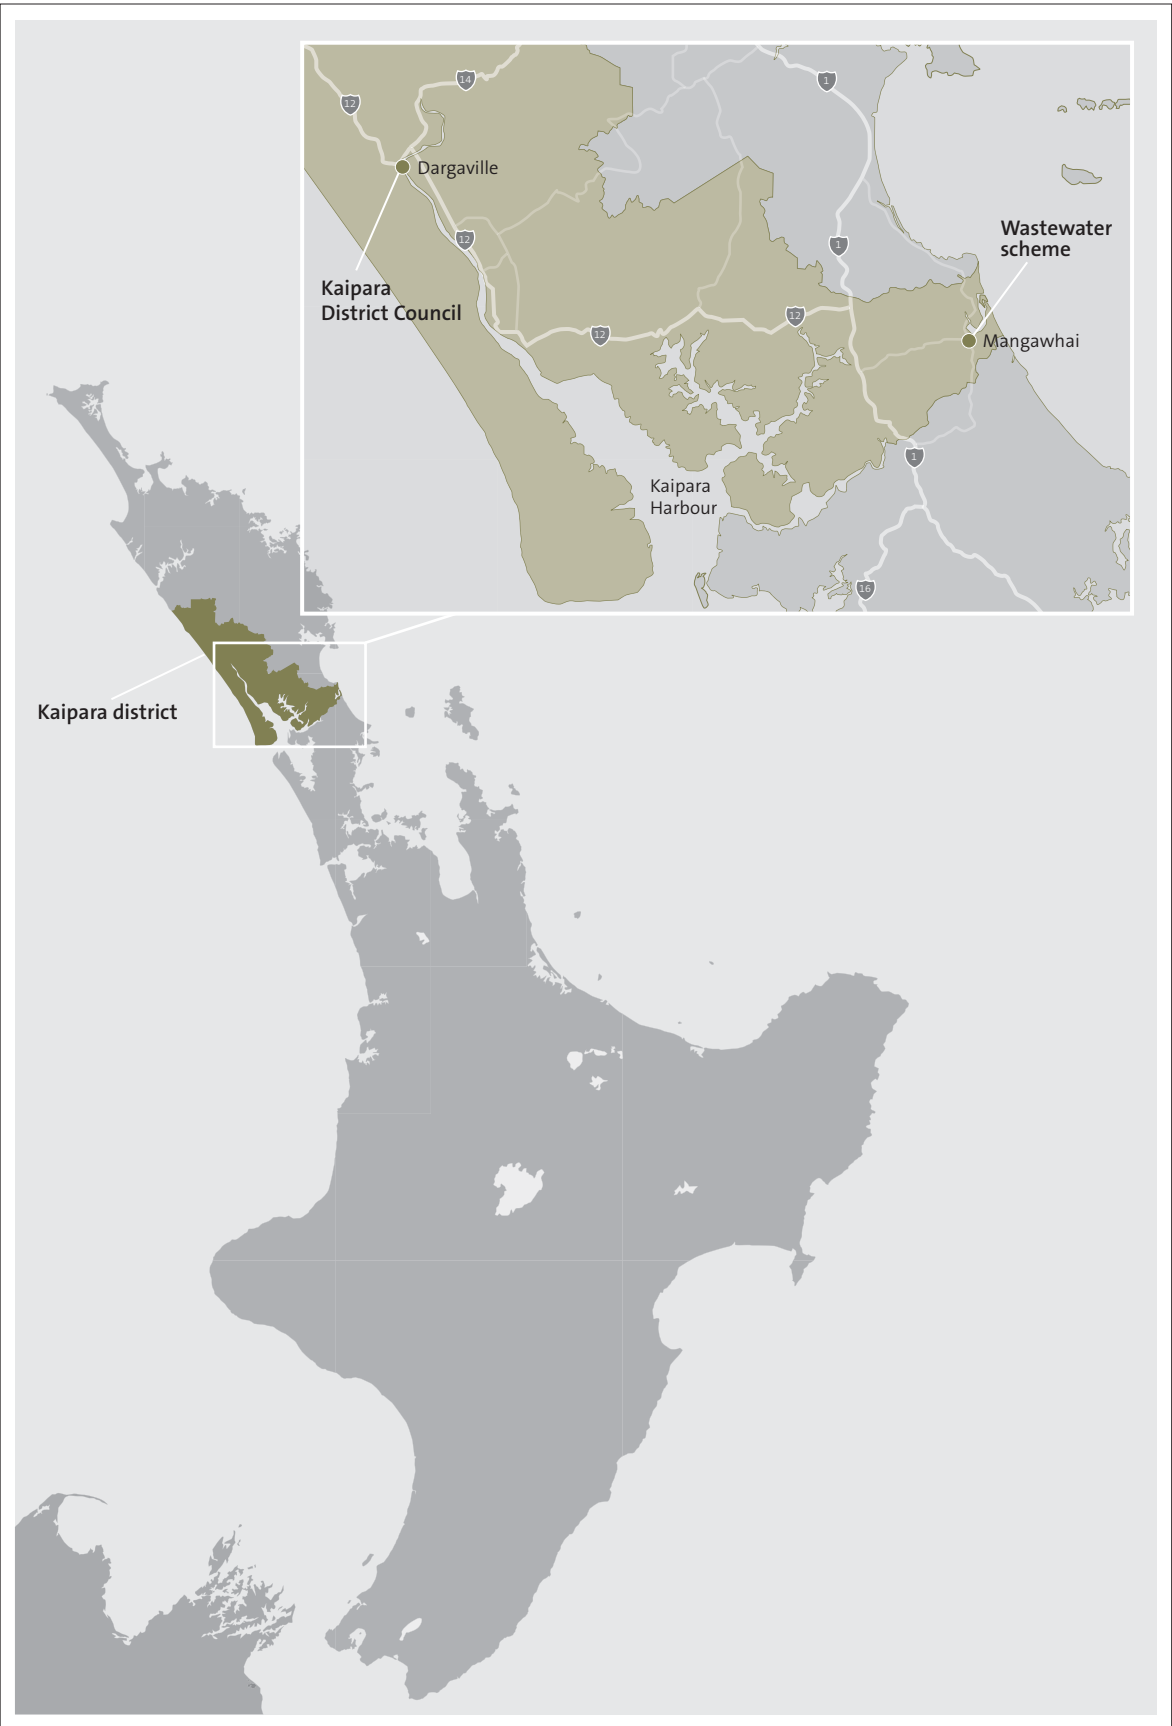 14
1
12
Dargaville
Wastewater
scheme
12
1
Kaipara
District Council
12
12
Mangawhai
1
Kaipara
Harbour
16
Kaipara district